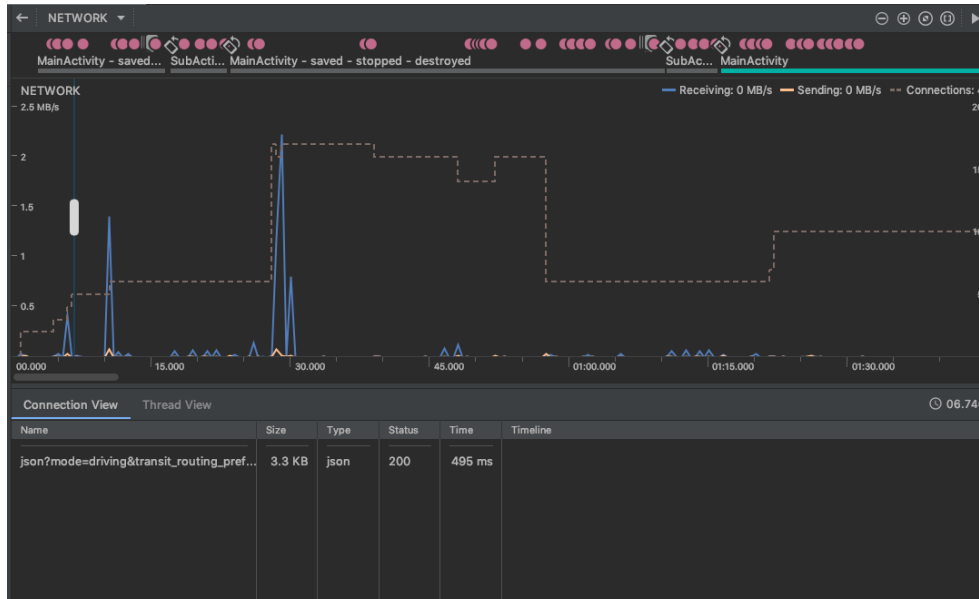 NETWORK
MainActivity - saved... SubActi... MainActivity - saved - stopped - destroyed SubAc... MainActivity
NETWORK Receiving: 0 MB/s Sending: 0 MB/s Connections:
2.5 MB/s
2
1.5
1
0.5
00.000 15.000 30.000 45.000 01:00.000 01:15.000 01:30.000
Connection View Thread View 06.74
Name Size Type Status Time Timeline
json?mode=driving&transit_routing_pref... 3.3 KB json 200 495 ms